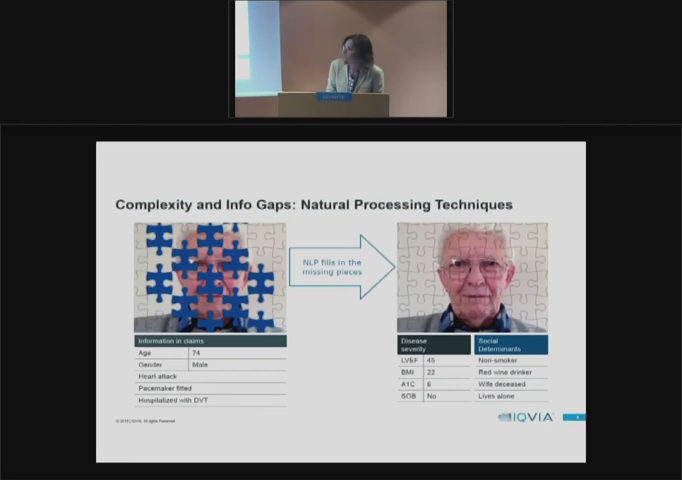 Complexity and Info Gaps: Natural Processing Techniques
NLP fills in the
missing pieces
Information in claims
Age 74
Gender Male
Heart attack
Pacemaker fitted
Hospitalized with DVT
Disease
severity
Social
Determinants
LVEF 45 Non-smoker
BMI 22 Red wine drinker
A1C 6 Wife deceased
SOB No Lives alone
IQVIA